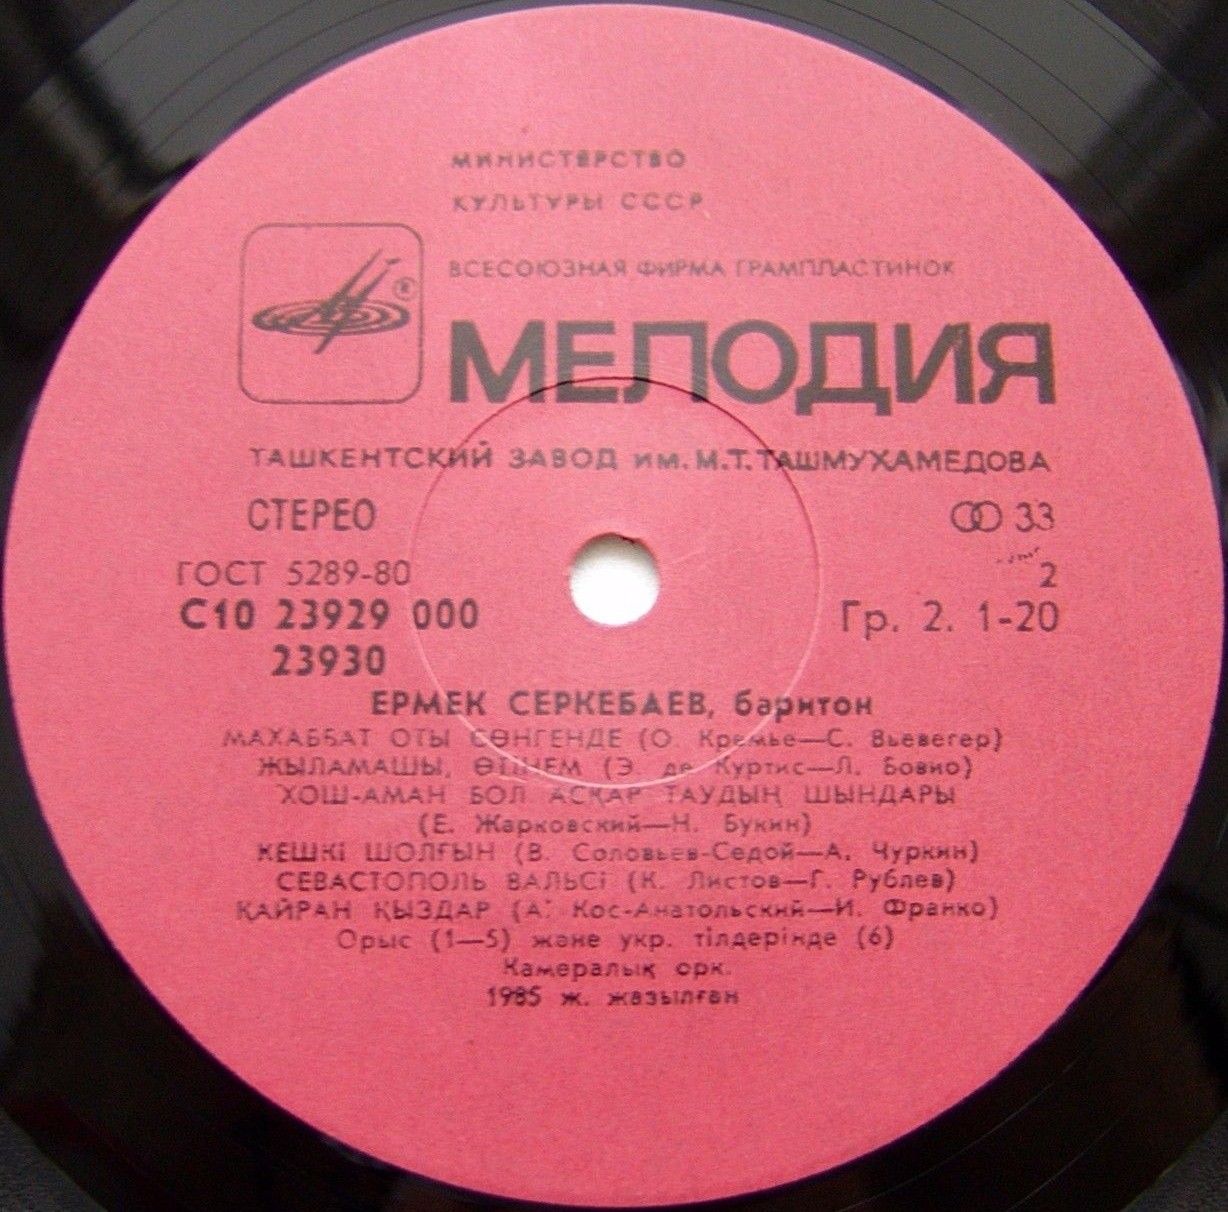 МИНИСТЕРСТВО
КУЛЬТУРЫ СССР
ВСЕСОЮЗНАЯ ФИРМА ГРАМПЛАСТИНОК
®
МЕЛОДИЯ
ТАШКЕНТСКИЙ ЗАВОД им. М.Т. ТАШМУХАМЕДОВА
СТЕРЕО
33
ГОСТ 5289-80
2
С10 23929 000
Гр. 2. 1-20
23930
ЕРМЕК СЕРКЕБАЕВ, баритон
МАХАББАТ ОТЫ СӨНГЕНДЕ (О. Кремье—С. Вьевегер)
ЖЫЛАМАШЫ, ӨТІНЕМ (Э. де Куртис—Л. Бовио)
ХОШ-АМАН БОЛ АСҚАР ТАУДЫҢ ШЫНДАРЫ
(Е. Жарковский—Н. Букин)
КЕШКІ ШОЛҒЫН (В. Соловьев-Седой—А. Чуркин)
СЕВАСТОПОЛЬ ВАЛЬСІ (К. Листов—Г. Рублев)
ҚАЙРАН ҚЫЗДАР (А. Кос-Анатольский—И. Франко)
Орыс (1—5) және укр. тілдерінде (6)
Камералық орк.
1985 ж. жазылған